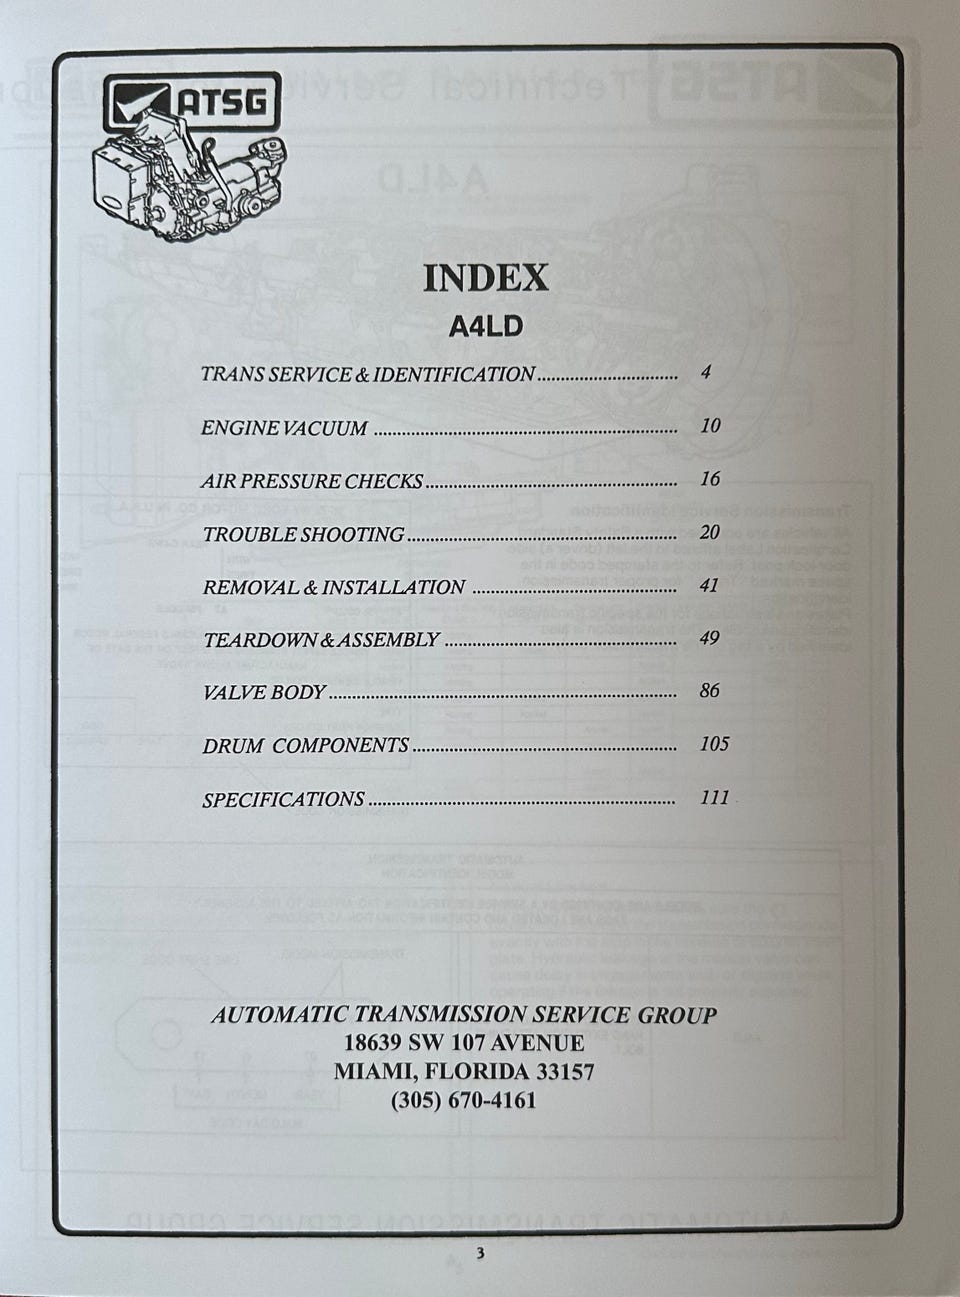 ATSG
INDEX
A4LD
TRANS SERVICE & IDENTIFICATION .............................. 4
ENGINE VACUUM ................................................................. 10
AIR PRESSURE CHECKS ...................................................... 16
TROUBLE SHOOTING .......................................................... 20
REMOVAL & INSTALLATION ............................................ 41
TEARDOWN & ASSEMBLY .................................................. 49
VALVE BODY .......................................................................... 86
DRUM COMPONENTS ......................................................... 105
SPECIFICATIONS .................................................................. 111
AUTOMATIC TRANSMISSION SERVICE GROUP
18639 SW 107 AVENUE
MIAMI, FLORIDA 33157
(305) 670-4161
3